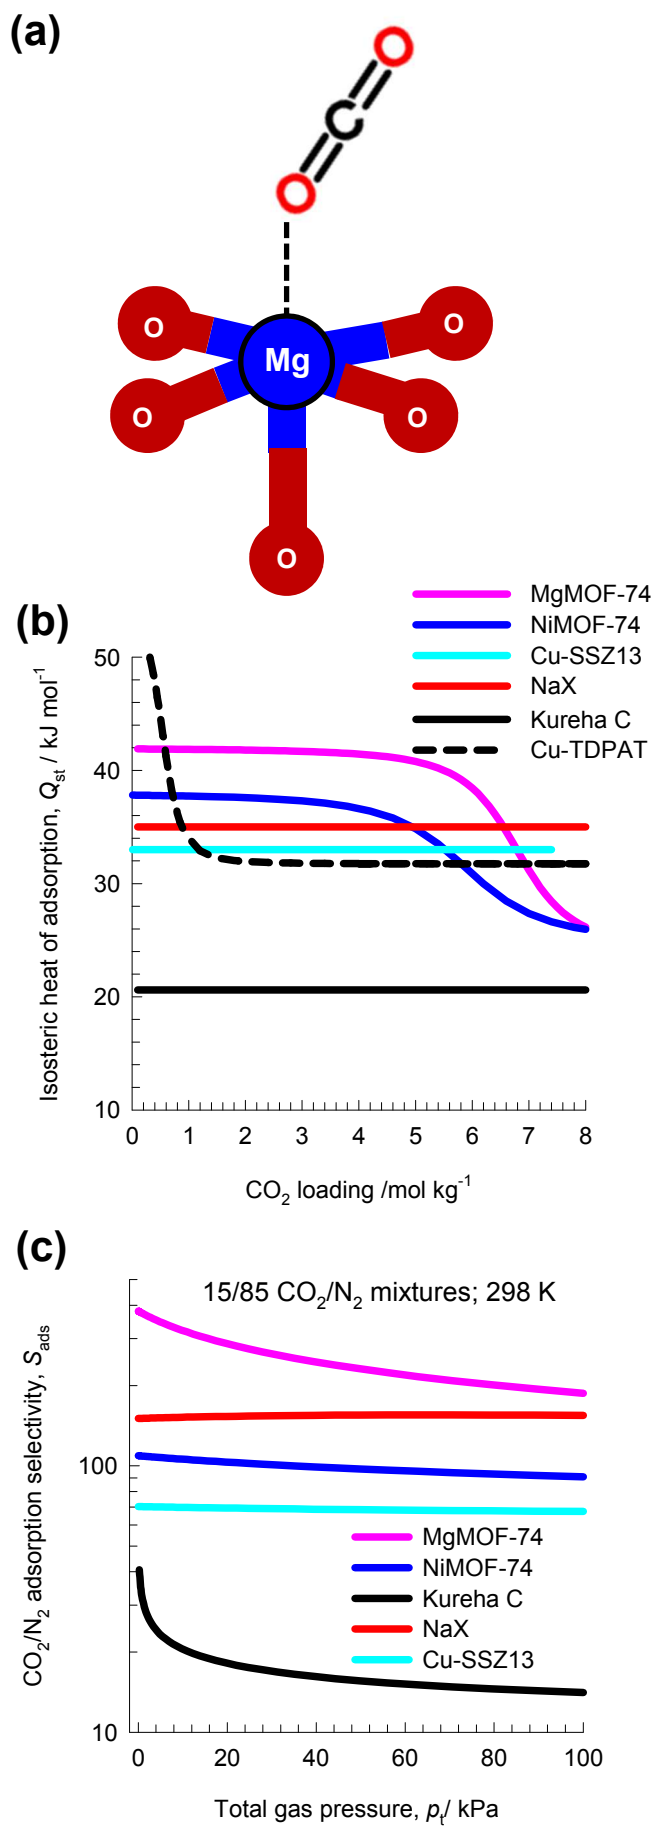 (a)
O
C
O
O
O
Mg
O
O
O
(b)
MgMOF-74
NiMOF-74
Cu-SSZ13
NaX
Kureha C
Cu-TDPAT
Isosteric heat of adsorption, Qst / kJ mol-1
50
40
30
20
10
0 1 2 3 4 5 6 7 8
CO2 loading /mol kg-1
(c)
15/85 CO2/N2 mixtures; 298 K
CO2/N2 adsorption selectivity, Sads
100
10
MgMOF-74
NiMOF-74
Kureha C
NaX
Cu-SSZ13
0 20 40 60 80 100
Total gas pressure, pt/ kPa